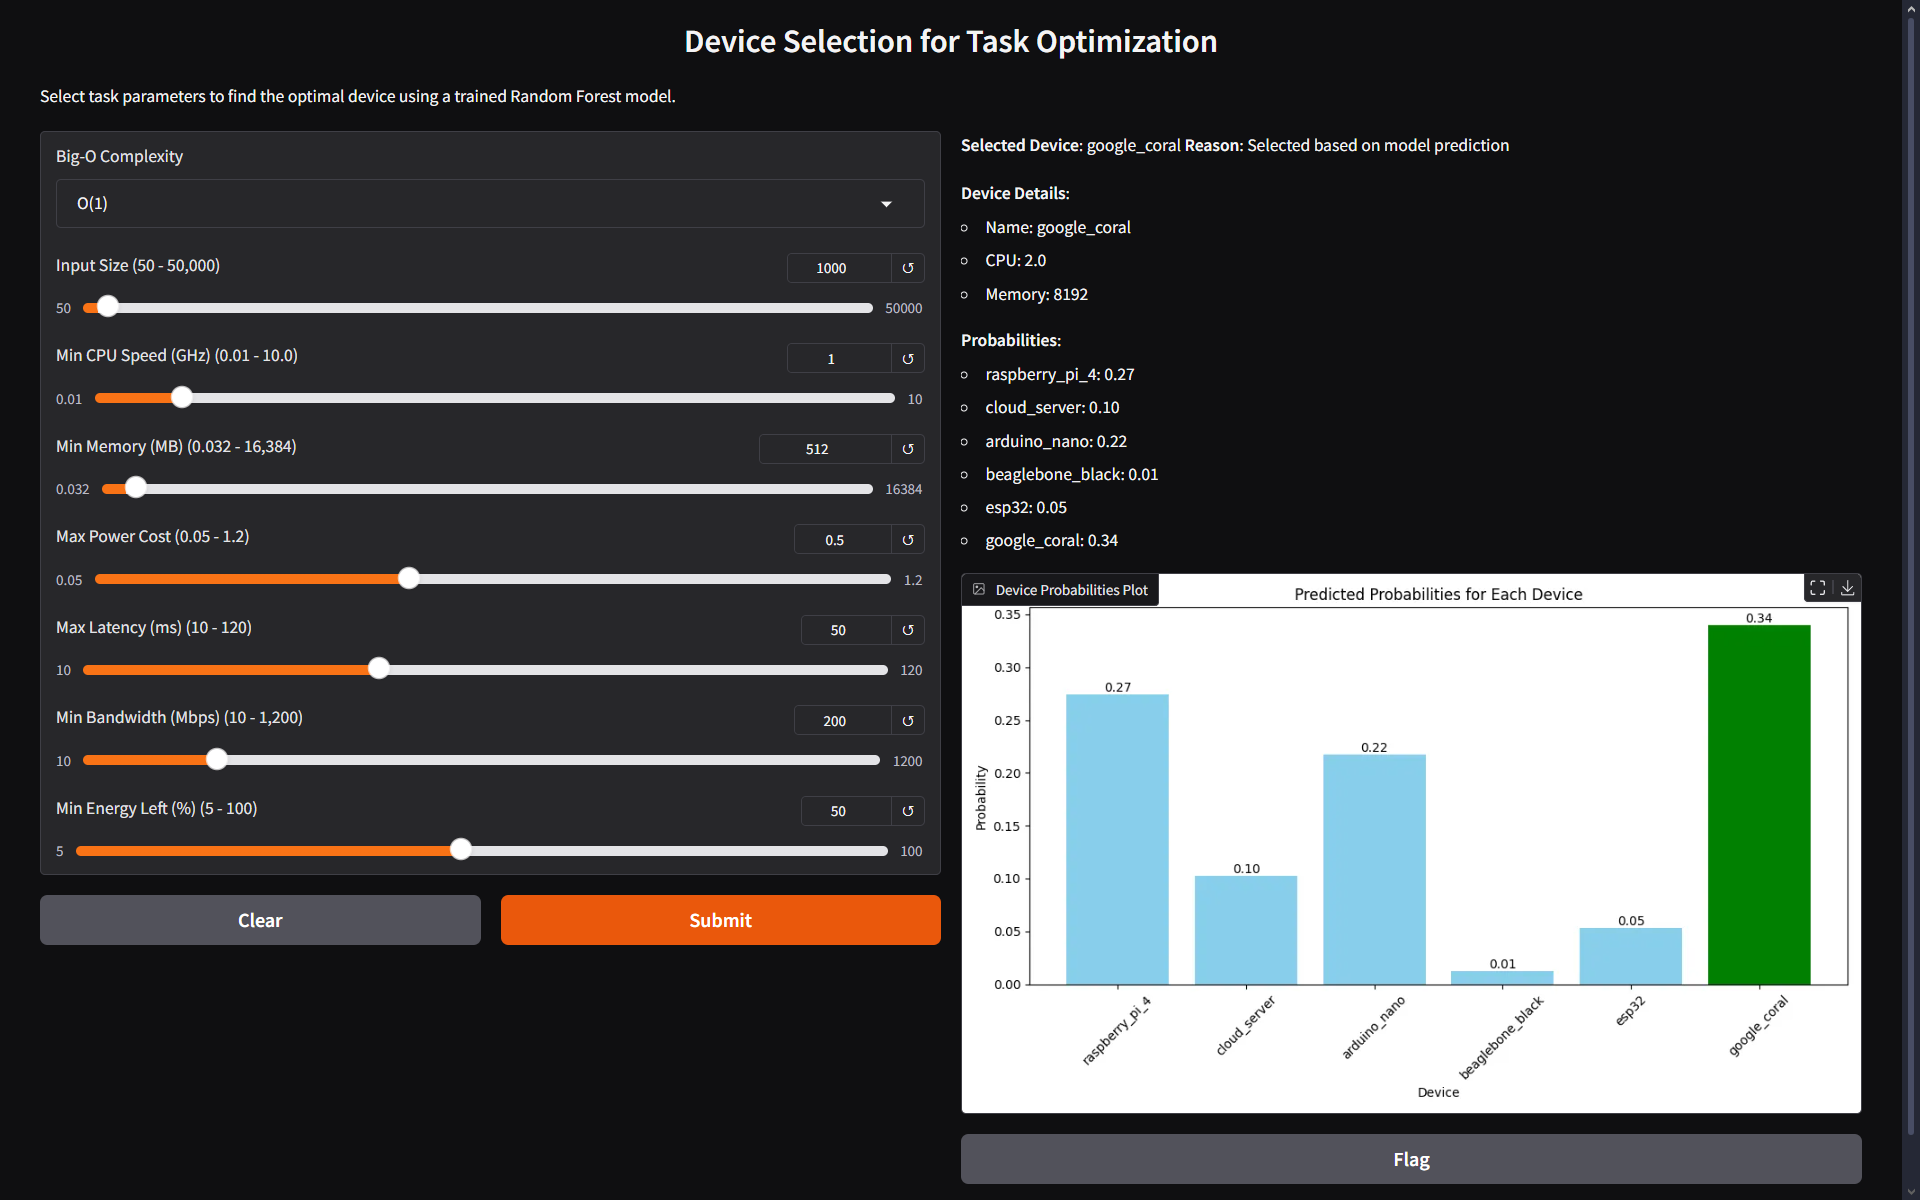 Device Selection for Task Optimization
Select task parameters to find the optimal device using a trained Random Forest model.
Big-O Complexity
O(1)
Input Size (50 - 50,000)
1000
50
50000
Min CPU Speed (GHz) (0.01 - 10.0)
1
0.01
10
Min Memory (MB) (0.032 - 16,384)
512
0.032
16384
Max Power Cost (0.05 - 1.2)
0.5
0.05
1.2
Max Latency (ms) (10 - 120)
50
10
120
Min Bandwidth (Mbps) (10 - 1,200)
200
10
1200
Min Energy Left (%) (5 - 100)
50
5
100
Clear
Submit
Selected Device: google_coral Reason: Selected based on model prediction
Device Details:
Name: google_coral
CPU: 2.0
Memory: 8192
Probabilities:
raspberry_pi_4: 0.27
cloud_server: 0.10
arduino_nano: 0.22
beaglebone_black: 0.01
esp32: 0.05
google_coral: 0.34
Device Probabilities Plot
Predicted Probabilities for Each Device
Probability
0.35
0.30
0.25
0.20
0.15
0.10
0.05
0.00
0.27
0.10
0.22
0.01
0.05
0.34
raspberry_pi_4
cloud_server
arduino_nano
beaglebone_black
esp32
google_coral
Device
Flag